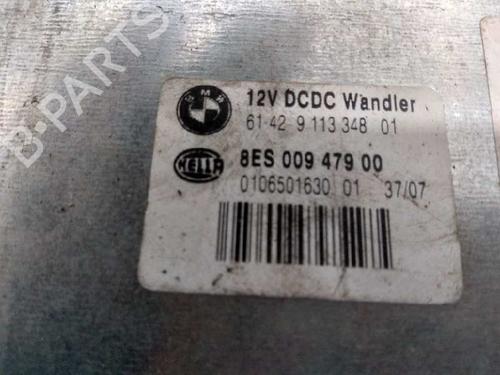 B-PARTS
BMW
12V DCDC Wandler
61 42 9 113 348 01
HELLA
8ES 009 479 00
0106501630 01 37/07